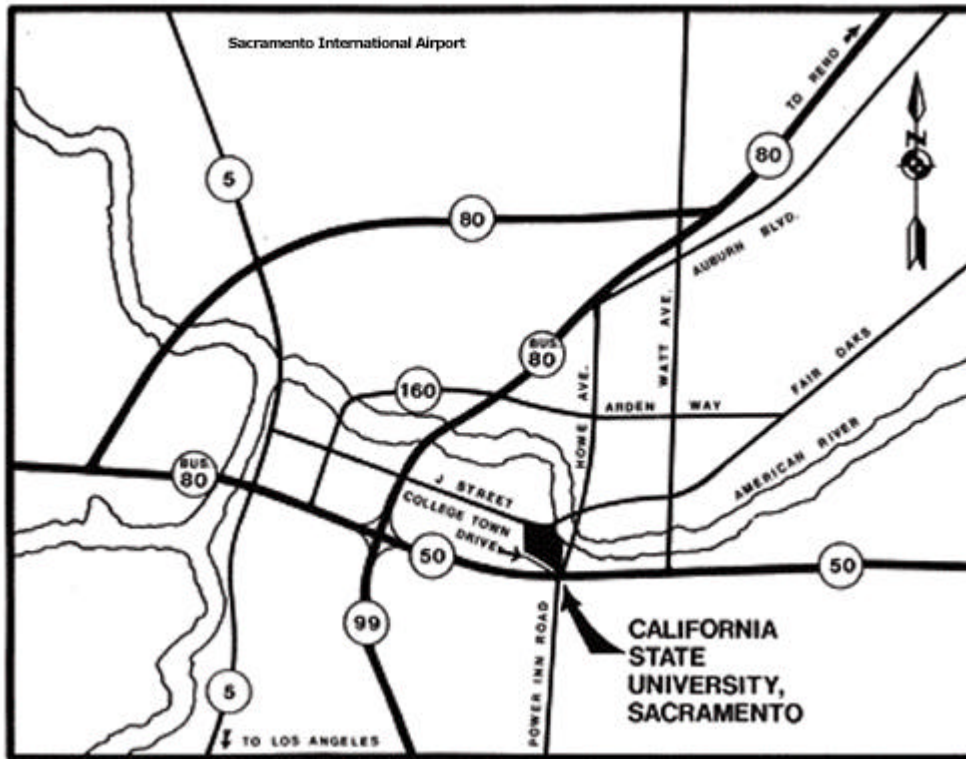 Sacramento International Airport
TO RENO
N
5
80
80
AUBURN BLVD.
BUS.
80
HOWE AVE.
WATT AVE.
FAIR OAKS
160
ARDEN WAY
AMERICAN RIVER
BUS.
80
J STREET
COLLEGE TOWN
DRIVE
50
50
99
POWER INN ROAD
CALIFORNIA
STATE
UNIVERSITY,
SACRAMENTO
5
TO LOS ANGELES